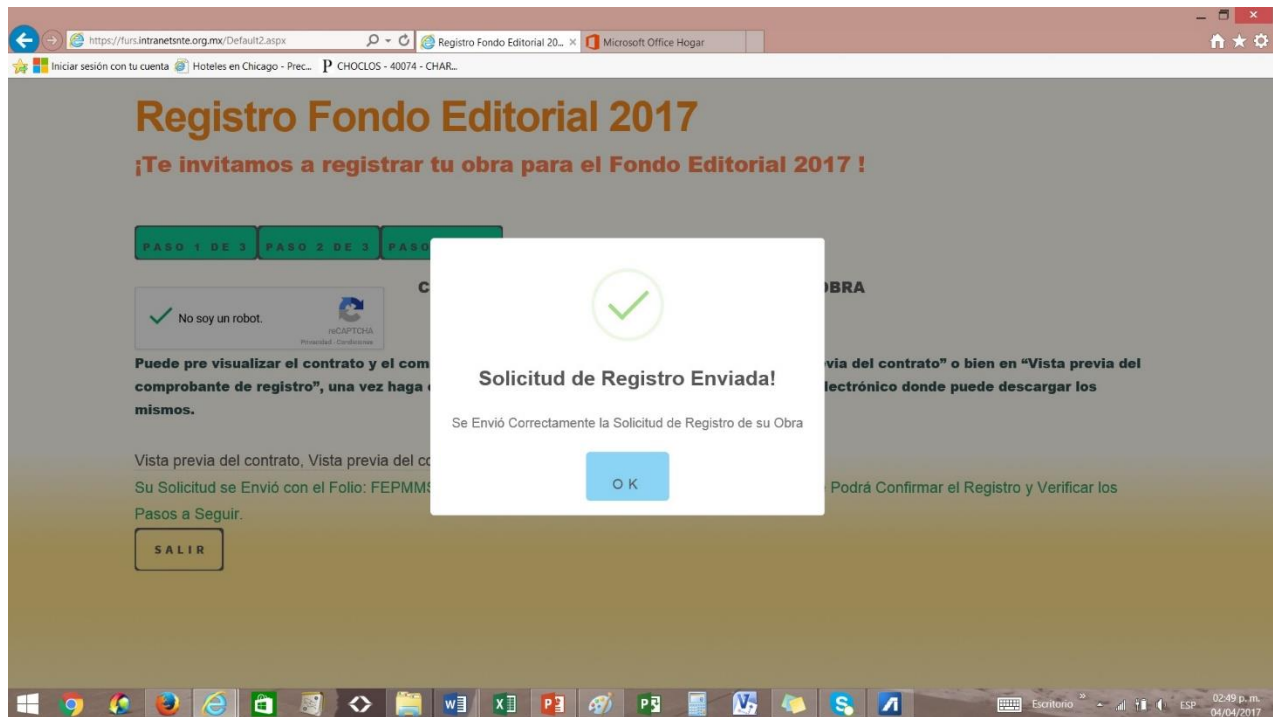 https://furs.intranetsnte.org.mx/Default2.aspx
Registro Fondo Editorial 20...
Microsoft Office Hogar
Iniciar sesión con tu cuenta
Hoteles en Chicago - Prec...
P CHOCLOS - 40074 - CHAR...
Registro Fondo Editorial 2017
¡Te invitamos a registrar tu obra para el Fondo Editorial 2017 !
PASO 1 DE 3 PASO 2 DE 3 PASO
C OBRA
No soy un robot.
reCAPTCHA
Privacidad - Condiciones
Puede pre visualizar el contrato y el com via del contrato” o bien en “Vista previa del
comprobante de registro”, una vez haga lectrónico donde puede descargar los
mismos.
Solicitud de Registro Enviada!
Se Envió Correctamente la Solicitud de Registro de su Obra
OK
Vista previa del contrato, Vista previa del co
Su Solicitud se Envió con el Folio: FEPMMS Podrá Confirmar el Registro y Verificar los
Pasos a Seguir.
SALIR
Escritorio
ESP
02:49 p.m.
04/04/2017